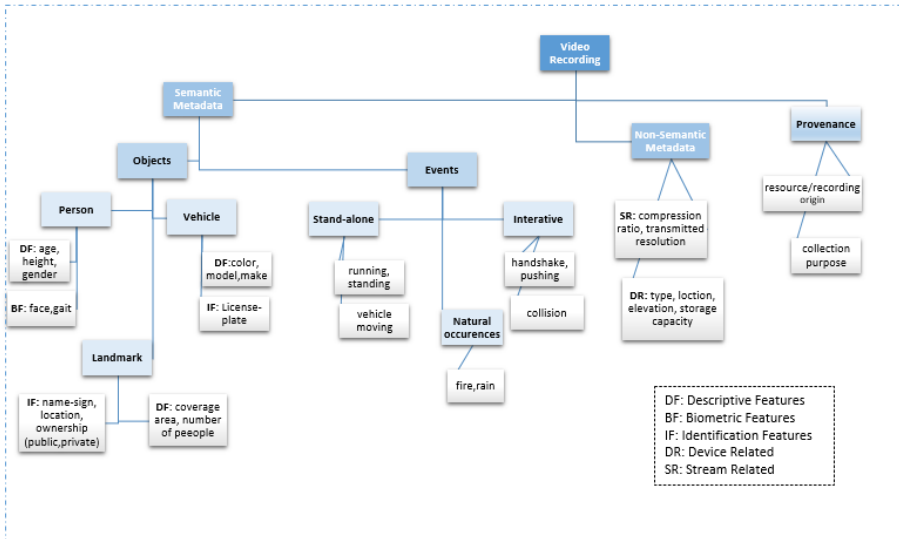 Video
Recording
Semantic
Metadata
Provenance
Non-Semantic
Metadata
Objects
Events
resource/recording
origin
Person
Vehicle
Stand-alone
Interative
SR: compression
ratio, transmitted
resolution
DF: age,
height,
gender
DF:color,
model,make
running,
standing
handshake,
pushing
collection
purpose
BF: face,gait
IF: License-
plate
vehicle
moving
Natural
occurences
collision
DR: type, loction,
elevation, storage
capacity
Landmark
fire,rain
IF: name-sign,
location,
ownership
(public,private)
DF: coverage
area, number
of peeople
DF: Descriptive Features
BF: Biometric Features
IF: Identification Features
DR: Device Related
SR: Stream Related